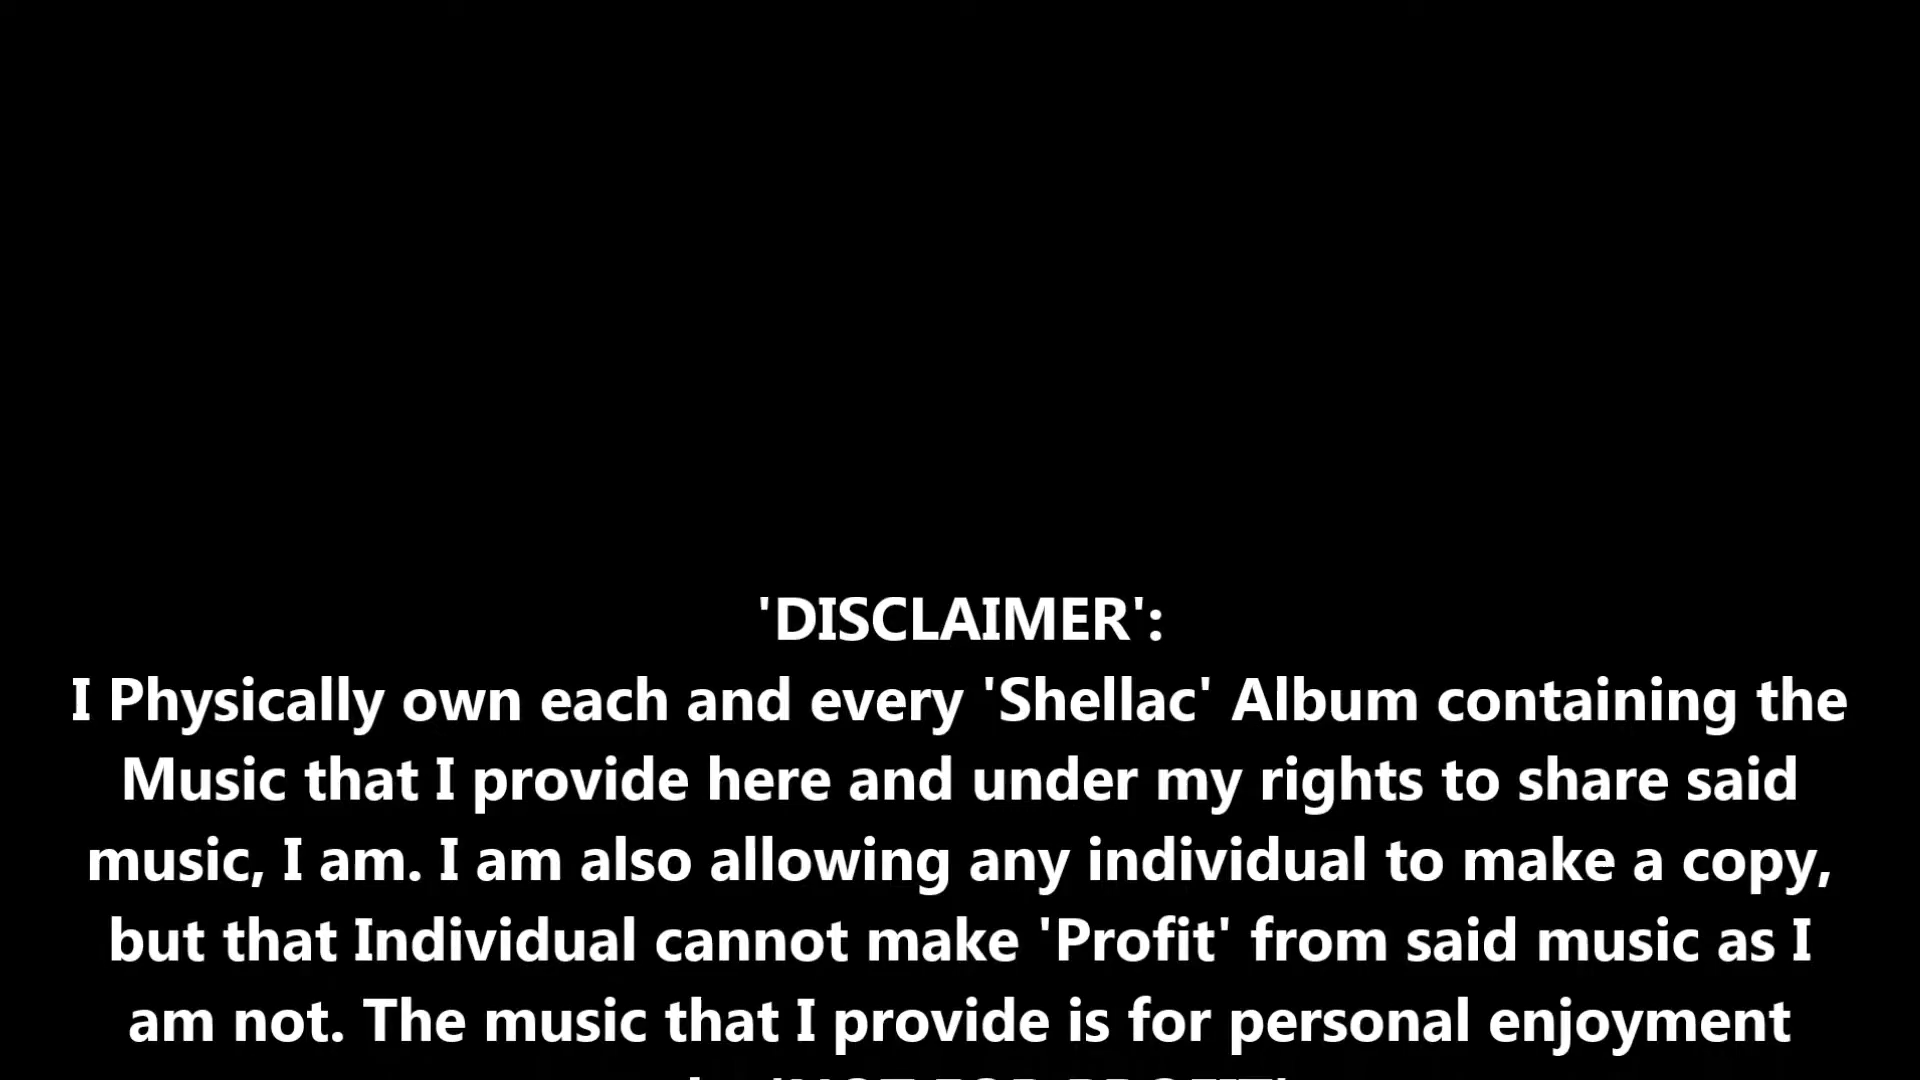 'DISCLAIMER':
I Physically own each and every 'Shellac' Album containing the
Music that I provide here and under my rights to share said
music, I am. I am also allowing any individual to make a copy,
but that Individual cannot make 'Profit' from said music as I
am not. The music that I provide is for personal enjoyment